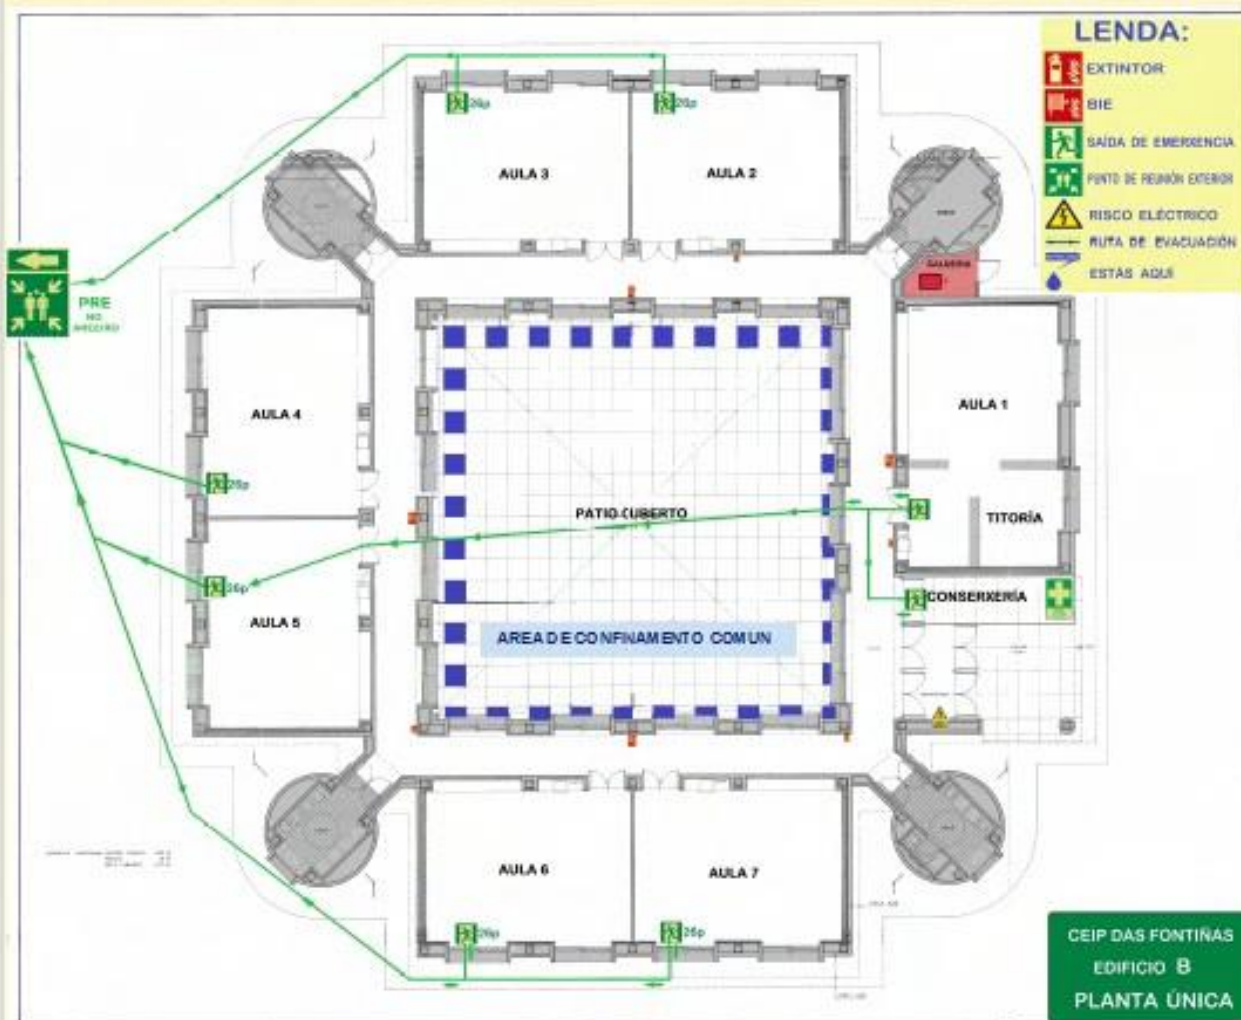 LENDA:
EXTINTOR
BIE
SAÍDA DE EMERXENCIA
PUNTO DE REUNIÓN EXTERIOR
RISCO ELÉCTRICO
RUTA DE EVACUACIÓN
ESTÁS AQUÍ
26p
26p
AULA 3
AULA 2
PRE
NO
AULA 4
26p
AULA 1
PATIO CUBERTO
TITORÍA
26p
AULA 5
CONSERXERÍA
AREA DE CONFINAMENTO COMUN
AULA 6
AULA 7
26p
26p
CEIP DAS FONTIÑAS
EDIFICIO B
PLANTA ÚNICA